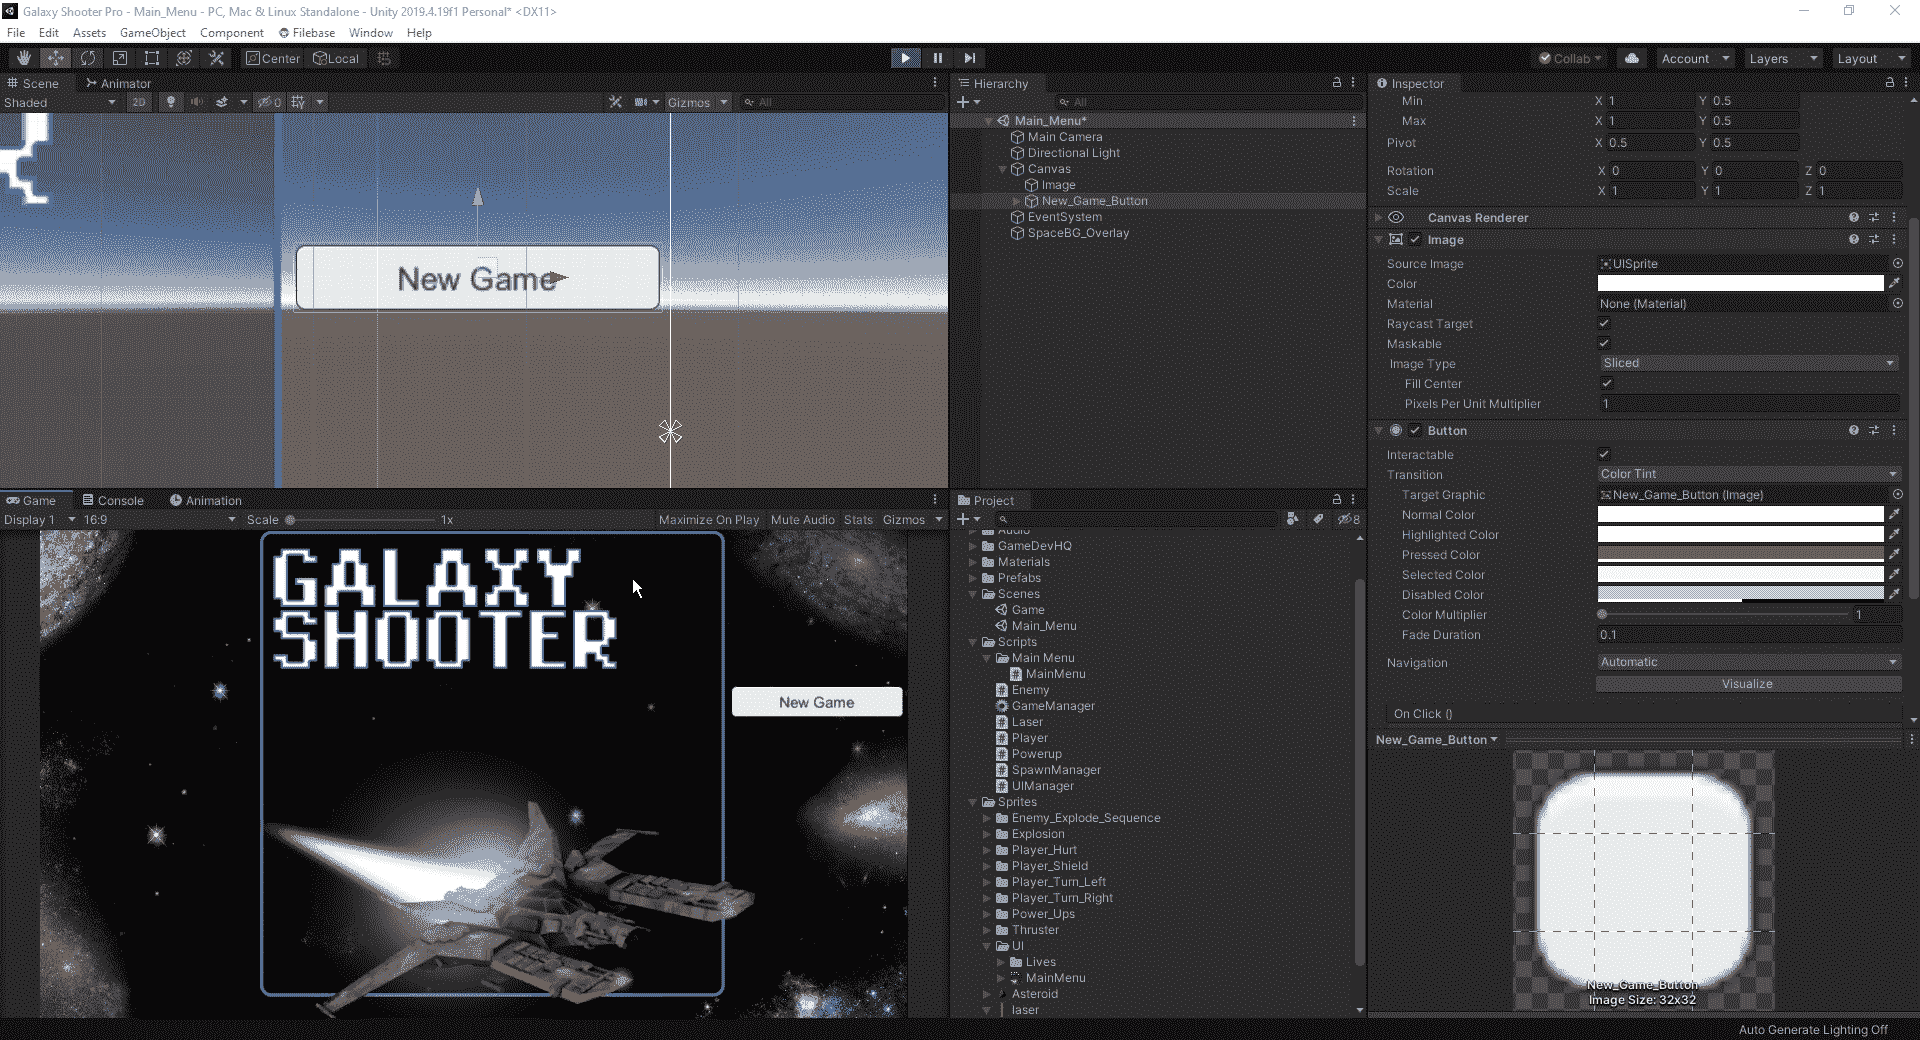 Galaxy Shooter Pro - Main_Menu - PC, Mac & Linux Standalone - Unity 2019.4.19f1 Personal* <DX11>
File Edit Assets GameObject Component Filebase Window Help
Center Local Collab Account Layers Layout
Scene Animator
Shaded 2D 0 Gizmos All
New Game
Game Console Animation
Display 1 16:9 Scale 1x Maximize On Play Mute Audio Stats Gizmos
GALAXY
SHOOTER
New Game
Hierarchy
All
Main_Menu*
Main Camera
Directional Light
Canvas
Image
New_Game_Button
EventSystem
SpaceBG_Overlay
Project
8
Audio
GameDevHQ
Materials
Prefabs
Scenes
Game
Main_Menu
Scripts
Main Menu
MainMenu
Enemy
GameManager
Laser
Player
Powerup
SpawnManager
UIManager
Sprites
Enemy_Explode_Sequence
Explosion
Player_Hurt
Player_Shield
Player_Turn_Left
Player_Turn_Right
Power_Ups
Thruster
UI
Lives
MainMenu
Asteroid
laser
Inspector
Min X 1 Y 0.5
Max X 1 Y 0.5
Pivot X 0.5 Y 0.5
Rotation X 0 Y 0 Z 0
Scale X 1 Y 1 Z 1
Canvas Renderer
Image
Source Image UISprite
Color
Material None (Material)
Raycast Target
Maskable
Image Type Sliced
Fill Center
Pixels Per Unit Multiplier 1
Button
Interactable
Transition Color Tint
Target Graphic New_Game_Button (Image)
Normal Color
Highlighted Color
Pressed Color
Selected Color
Disabled Color
Color Multiplier 1
Fade Duration 0.1
Navigation Automatic
Visualize
On Click ()
New_Game_Button
New_Game_Button
Image Size: 32x32
Auto Generate Lighting Off